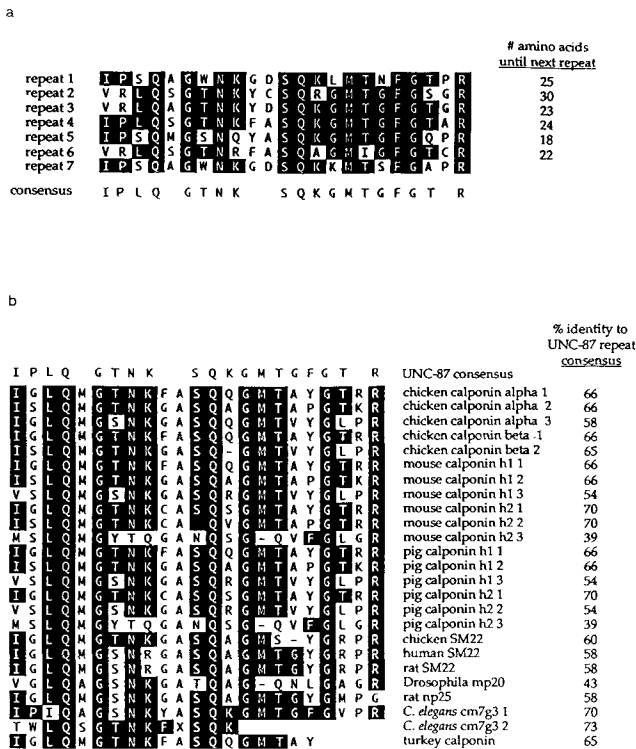 a
# amino acids
until next repeat
repeat 1 I P S Q A G W N K G D S Q K L M T N F G T P R 25
repeat 2 V R L Q S G T N K Y C S Q R G M T G F G S G R 30
repeat 3 V R L Q A G T N K Y D S Q K G M T G F G T G R 23
repeat 4 I P L Q S G T N K F A S Q K G M T G F G T A R 24
repeat 5 I P S Q M G S N Q Y A S Q K G M T G F G Q P R 18
repeat 6 V R L Q S G T N R F A S Q A G M I G F G T C R 22
repeat 7 I P S Q A G W N K G D S Q K K M T S F G A P R
consensus I P L Q G T N K S Q K G M T G F G T R
b
% identity to
UNC-87 repeat
consensus
I P L Q G T N K S Q K G M T G F G T R UNC-87 consensus
I G L Q M G T N K F A S Q Q G M T A Y G T R R chicken calponin alpha 1 66
I S L Q M G T N K G A S Q A G M T A P G T K R chicken calponin alpha 2 66
I S L Q M G S N K G A S Q R G M T V Y G L P R chicken calponin alpha 3 58
I G L Q M G T N K F A S Q Q G M T A Y G T R R chicken calponin beta -1 66
I S L Q M G T N K G A S Q - G M T V Y G L P R chicken calponin beta 2 65
I G L Q M G T N K F A S Q Q G M T A Y G T R R mouse calponin h1 1 66
I S L Q M G T N K G A S Q A G M T A P G T K R mouse calponin h1 2 66
V S L Q M G S N K G A S Q R G M T V Y G L P R mouse calponin h1 3 54
I S L Q M G T N K C A S Q S G M T A Y G T R R mouse calponin h2 1 70
I S L Q M G T N K C A S Q V G M T A P G T R R mouse calponin h2 2 70
M S L Q M G Y T Q G A N Q S G - Q V F G L G R mouse calponin h2 3 39
I G L Q M G T N K F A S Q Q G M T A Y G T R R pig calponin h1 1 66
I S L Q M G T N K G A S Q A G M T A P G T K R pig calponin h1 2 66
V S L Q M G S N K G A S Q R G M T V Y G L P R pig calponin h1 3 54
I S L Q M G T N K C A S Q S G M T A Y G T R R pig calponin h2 1 70
V S L Q M G S N K G A S Q R G M T V Y G L P R pig calponin h2 2 54
M S L Q M G Y T Q G A N Q S G - Q V F G L G R pig calponin h2 3 39
I G L Q M G T N K G A S Q A G M S - Y G R P R chicken SM22 60
I G L Q M G S N R G A S Q A G M T G Y G R P R human SM22 58
I G L Q M G S N R G A S Q A G M T G Y G R P R rat SM22 58
V G L Q A G S N K G A T Q A G - Q N L G A G R Drosophila mp20 43
I G L Q M G S N K G A S Q A G M T G Y G M P G rat np25 58
I P I Q A G S N K Y A S Q K G M T G F G V P R C. elegans cm7g3 1 70
T W L Q S G T N K F X S Q K C. elegans cm7g3 2 73
I G L Q M G T N K F A S Q Q G M T A Y turkey calponin 65